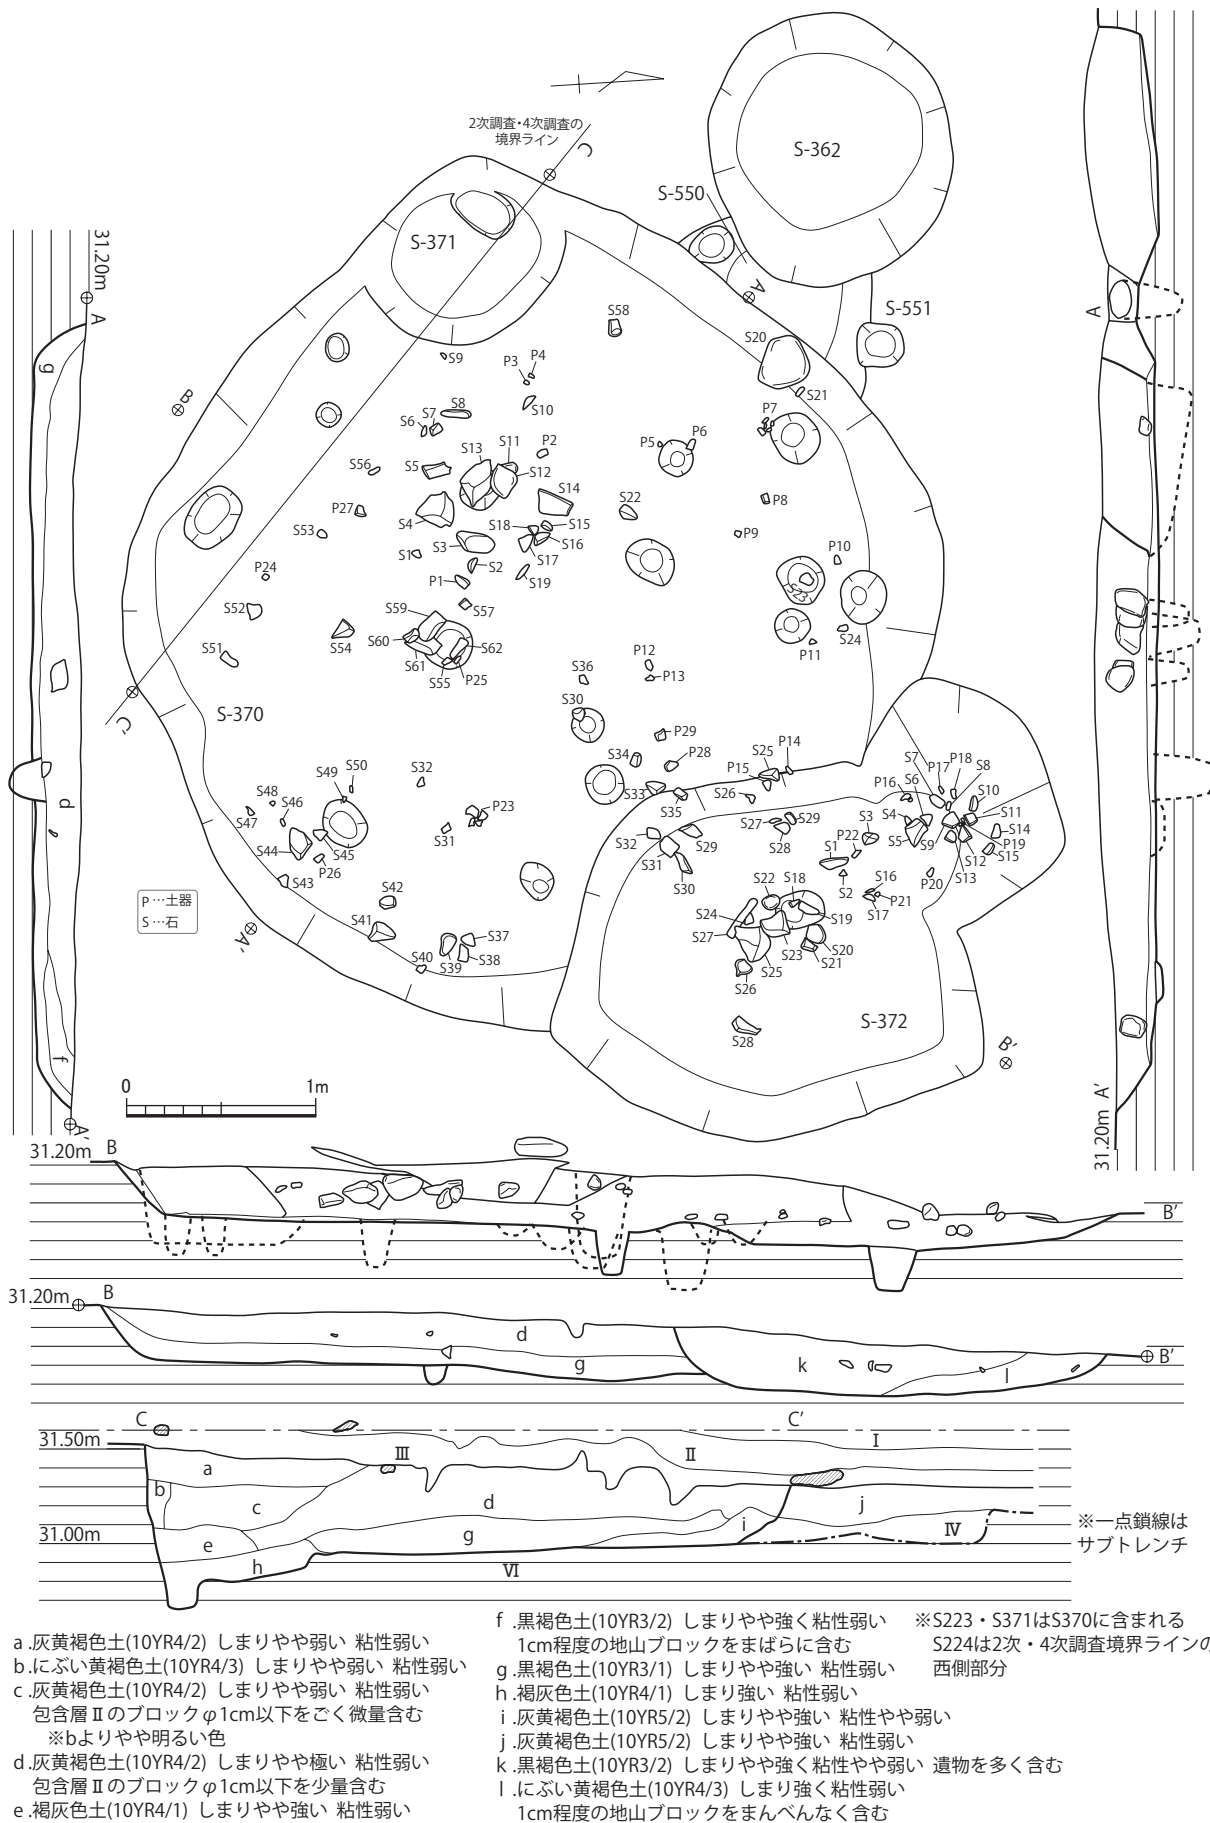 2次調査・4次調査の
境界ライン
C
S-362
S-550
S-371
31.20m
A
A
S-551
A
S58
S20
g
S9
P3
P4
S21
B
S8
S7
S6
S10
P7
S13
S11
P2
P5
P6
S56
S5
S12
S14
S22
P8
P27
S4
S18
S15
S53
S3
S16
P9
S1
S17
P10
S2
P24
P1
S19
S23
S59
S57
S52
S60
S54
S62
S24
S51
S61
P12
P11
S55
P25
S36
P13
C'
S-370
S30
P29
P14
S25
S7
P18
S34
P28
P17
S8
S50
S32
P15
P16
S6
S49
S10
S48
S33
S26
S4
S11
S46
P23
S35
S29
S3
S47
S27
P22
S14
S31
S32
S5
P19
S44
S29
S28
S1
S9
S15
S45
S31
S12
d
P26
S30
S2
P20
S13
S43
S22
S18
S16
P21
P…土器
S42
S24
S19
S17
S…石
S41
S27
A'
S37
S20
S40
S38
S23
S21
S39
S25
S26
S-372
S28
B'
f
0
1m
A'
31.20m A'
31.20m B
B'
31.20m
B
d
g
k
l
B'
C
C'
31.50m
Ⅲ
Ⅱ
Ⅰ
a
b
c
d
j
31.00m
e
g
i
Ⅳ
h
Ⅵ
※一点鎖線は
サブトレンチ
a.灰黄褐色土(10YR4/2) しまりやや弱い 粘性弱い
b.にぶい黄褐色土(10YR4/3) しまりやや弱い 粘性弱い
c.灰黄褐色土(10YR4/2) しまりやや弱い 粘性弱い
包含層Ⅱのブロックφ1cm以下をごく微量含む
※bよりやや明るい色
d.灰黄褐色土(10YR4/2) しまりやや極い 粘性弱い
包含層Ⅱのブロックφ1cm以下を少量含む
e.褐灰色土(10YR4/1) しまりやや強い 粘性弱い
f.黒褐色土(10YR3/2) しまりやや強く粘性弱い
1cm程度の地山ブロックをまばらに含む
g.黒褐色土(10YR3/1) しまりやや強い 粘性弱い
h.褐灰色土(10YR4/1) しまり強い 粘性弱い
i.灰黄褐色土(10YR5/2) しまりやや強い 粘性やや弱い
j.灰黄褐色土(10YR5/2) しまりやや強い 粘性弱い
k.黒褐色土(10YR3/2) しまりやや強く粘性やや弱い 遺物を多く含む
l.にぶい黄褐色土(10YR4/3) しまり強く粘性弱い
1cm程度の地山ブロックをまんべんなく含む
※S223・S371はS370に含まれる
S224は2次・4次調査境界ラインの
西側部分